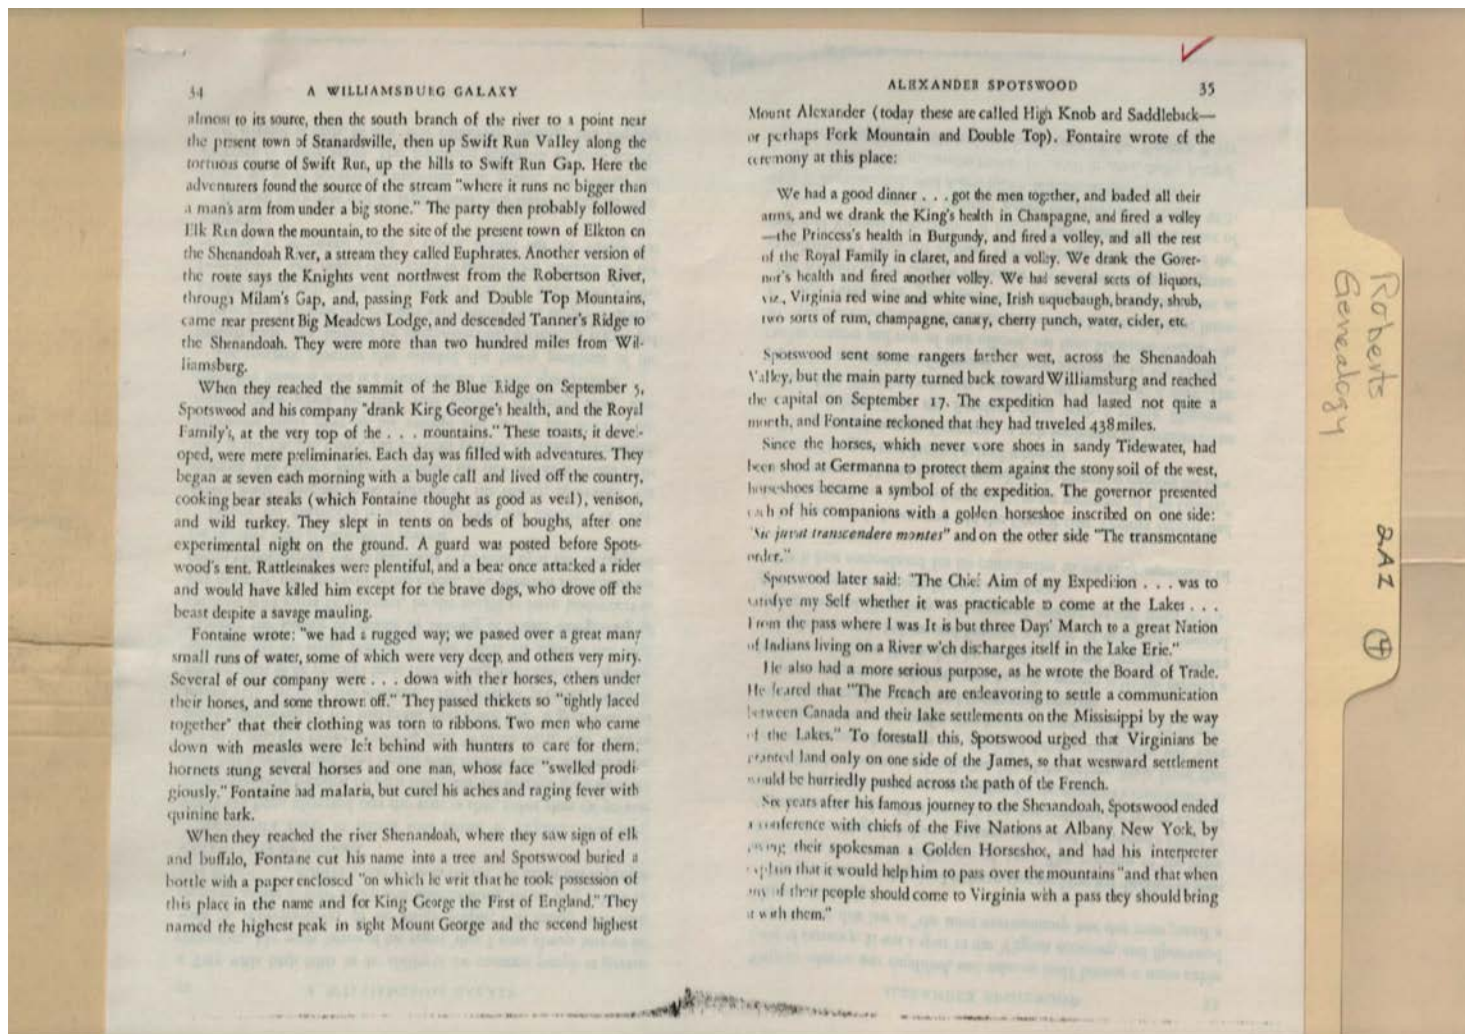 34 A WILLIAMSBURG GALAXY
almost to its source, then the south branch of the river to a point near
the present town of Stanardsville, then up Swift Run Valley along the
tortuous course of Swift Run, up the hills to Swift Run Gap. Here the
adventurers found the source of the stream "where it runs no bigger than
a man's arm from under a big stone." The party then probably followed
Elk Run down the mountain, to the site of the present town of Elkton on
the Shenandoah River, a stream they called Euphrates. Another version of
the route says the Knights went northwest from the Robertson River,
through Milam's Gap, and, passing Fork and Double Top Mountains,
came near present Big Meadows Lodge, and descended Tanner's Ridge to
the Shenandoah. They were more than two hundred miles from Wil-
liamsburg.
When they reached the summit of the Blue Ridge on September 5,
Spotswood and his company "drank King George's health, and the Royal
Family's, at the very top of the . . . mountains." These toasts, it devel-
oped, were mere preliminaries. Each day was filled with adventures. They
began at seven each morning with a bugle call and lived off the country,
cooking bear steaks (which Fontaine thought as good as veal), venison,
and wild turkey. They slept in tents on beds of boughs, after one
experimental night on the ground. A guard was posted before Spots-
wood's tent. Rattlesnakes were plentiful, and a bear once attacked a rider
and would have killed him except for the brave dogs, who drove off the
beast despite a savage mauling.
Fontaine wrote: "we had a rugged way; we passed over a great many
small runs of water, some of which were very deep, and others very miry.
Several of our company were . . . down with their horses, others under
their horses, and some thrown off." They passed thickets so "tightly laced
together" that their clothing was torn to ribbons. Two men who came
down with measles were left behind with hunters to care for them;
hornets stung several horses and one man, whose face "swelled prodi-
giously." Fontaine had malaria, but cured his aches and raging fever with
quinine bark.
When they reached the river Shenandoah, where they saw sign of elk
and buffalo, Fontaine cut his name into a tree and Spotswood buried a
bottle with a paper enclosed "on which he writ that he took possession of
this place in the name and for King George the First of England." They
named the highest peak in sight Mount George and the second highest
ALEXANDER SPOTSWOOD 35
Mount Alexander (today these are called High Knob and Saddleback—
or perhaps Fork Mountain and Double Top). Fontaine wrote of the
ceremony at this place:
We had a good dinner . . . got the men together, and loaded all their
arms, and we drank the King's health in Champagne, and fired a volley
—the Princess's health in Burgundy, and fired a volley, and all the rest
of the Royal Family in claret, and fired a volley. We drank the Gover-
nor's health and fired another volley. We had several sorts of liquors,
viz., Virginia red wine and white wine, Irish usquebaugh, brandy, shrub,
two sorts of rum, champagne, canary, cherry punch, water, cider, etc.
Spotswood sent some rangers farther west, across the Shenandoah
Valley, but the main party turned back toward Williamsburg and reached
the capital on September 17. The expedition had lasted not quite a
month, and Fontaine reckoned that they had traveled 438 miles.
Since the horses, which never wore shoes in sandy Tidewater, had
been shod at Germanna to protect them against the stony soil of the west,
horseshoes became a symbol of the expedition. The governor presented
each of his companions with a golden horseshoe inscribed on one side:
"Sic juvat transcendere montes" and on the other side "The transmontane
order."
Spotswood later said: "The Chief Aim of my Expedition . . . was to
satisfye my Self whether it was practicable to come at the Lakes . . .
From the pass where I was It is but three Days' March to a great Nation
of Indians living on a River w'ch discharges itself in the Lake Erie."
He also had a more serious purpose, as he wrote the Board of Trade.
He feared that "The French are endeavoring to settle a communication
between Canada and their lake settlements on the Missisippi by the way
of the Lakes." To forestall this, Spotswood urged that Virginians be
granted land only on one side of the James, so that westward settlement
would be hurriedly pushed across the path of the French.
Six years after his famous journey to the Shenandoah, Spotswood ended
a conference with chiefs of the Five Nations at Albany, New York, by
giving their spokesman a Golden Horseshoe, and had his interpreter
explain that it would help him to pass over the mountains "and that when
any of their people should come to Virginia with a pass they should bring
it with them."
Roberts
Genealogy
2AZ 4